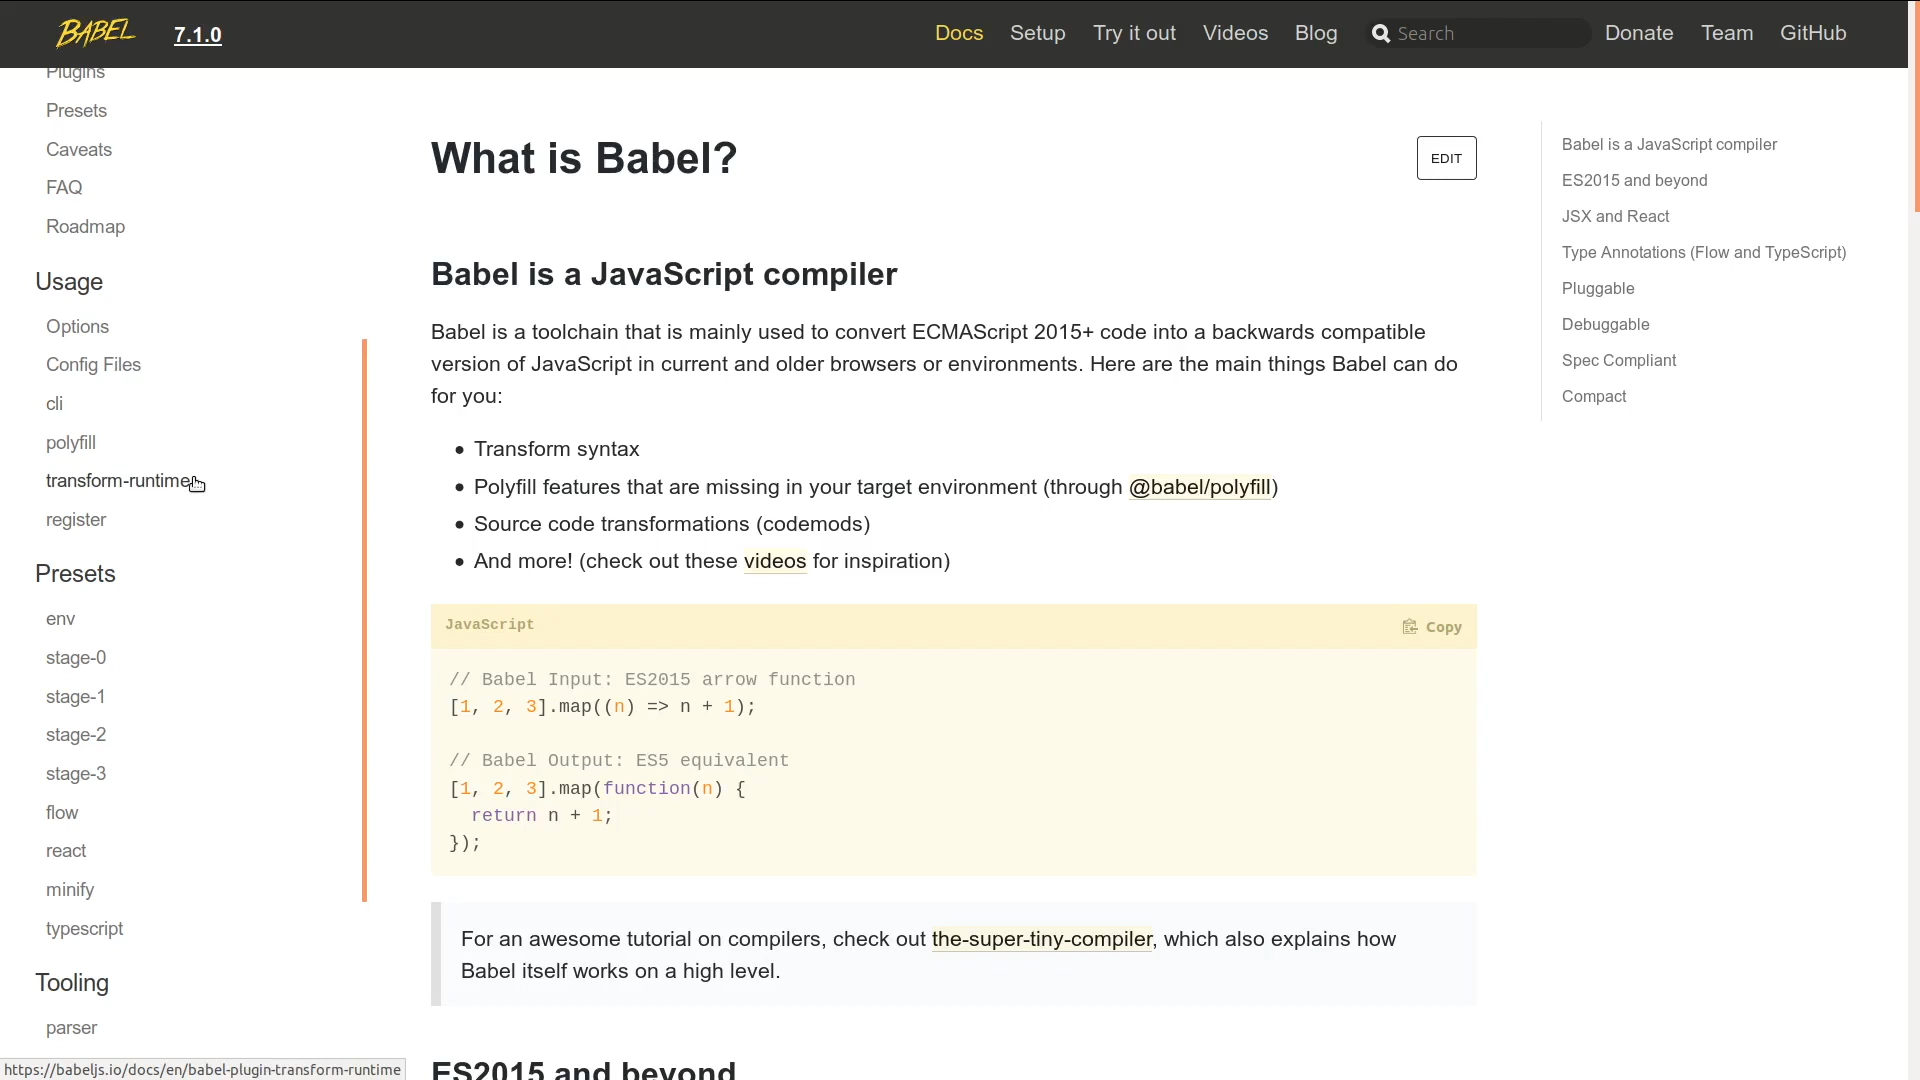 BABEL 7.1.0 Docs Setup Try it out Videos Blog Search Donate Team GitHub
Plugins
Presets
Caveats
FAQ
Roadmap
Usage
Options
Config Files
cli
polyfill
transform-runtime
register
Presets
env
stage-0
stage-1
stage-2
stage-3
flow
react
minify
typescript
Tooling
parser
https://babeljs.io/docs/en/babel-plugin-transform-runtime
What is Babel?
EDIT
Babel is a JavaScript compiler
Babel is a toolchain that is mainly used to convert ECMAScript 2015+ code into a backwards compatible
version of JavaScript in current and older browsers or environments. Here are the main things Babel can do
for you:
• Transform syntax
• Polyfill features that are missing in your target environment (through @babel/polyfill)
• Source code transformations (codemods)
• And more! (check out these videos for inspiration)
JavaScript
Copy
// Babel Input: ES2015 arrow function
[1, 2, 3].map((n) => n + 1);
// Babel Output: ES5 equivalent
[1, 2, 3].map(function(n) {
  return n + 1;
});
For an awesome tutorial on compilers, check out the-super-tiny-compiler, which also explains how
Babel itself works on a high level.
ES2015 and beyond
Babel is a JavaScript compiler
ES2015 and beyond
JSX and React
Type Annotations (Flow and TypeScript)
Pluggable
Debuggable
Spec Compliant
Compact